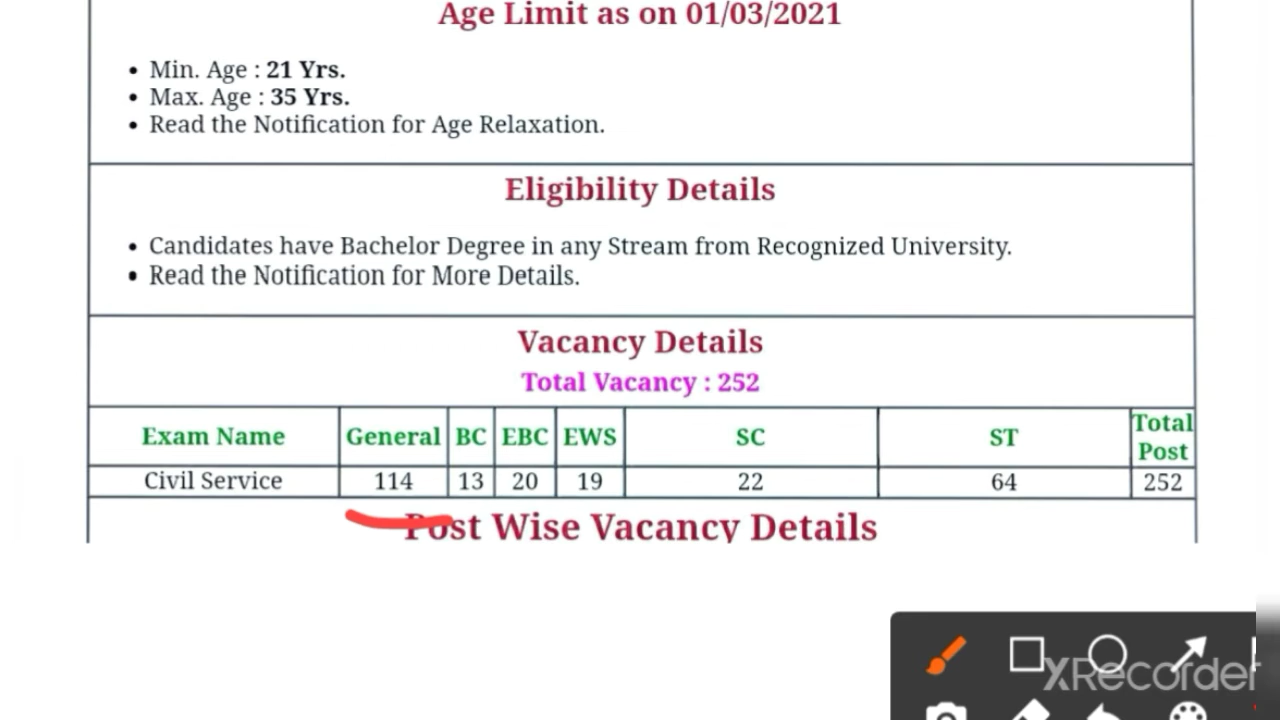 Age Limit as on 01/03/2021
• Min. Age : 21 Yrs.
• Max. Age : 35 Yrs.
• Read the Notification for Age Relaxation.
Eligibility Details
• Candidates have Bachelor Degree in any Stream from Recognized University.
• Read the Notification for More Details.
Vacancy Details
Total Vacancy : 252
Exam Name General BC EBC EWS SC ST Total Post
Civil Service 114 13 20 19 22 64 252
Post Wise Vacancy Details
XRecorder